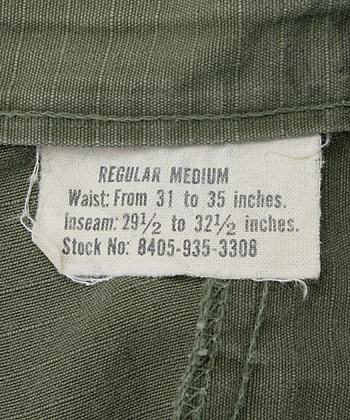 REGULAR MEDIUM
Waist: From 31 to 35 inches.
Inseam: 29½ to 32½ inches.
Stock No: 8405-935-3308